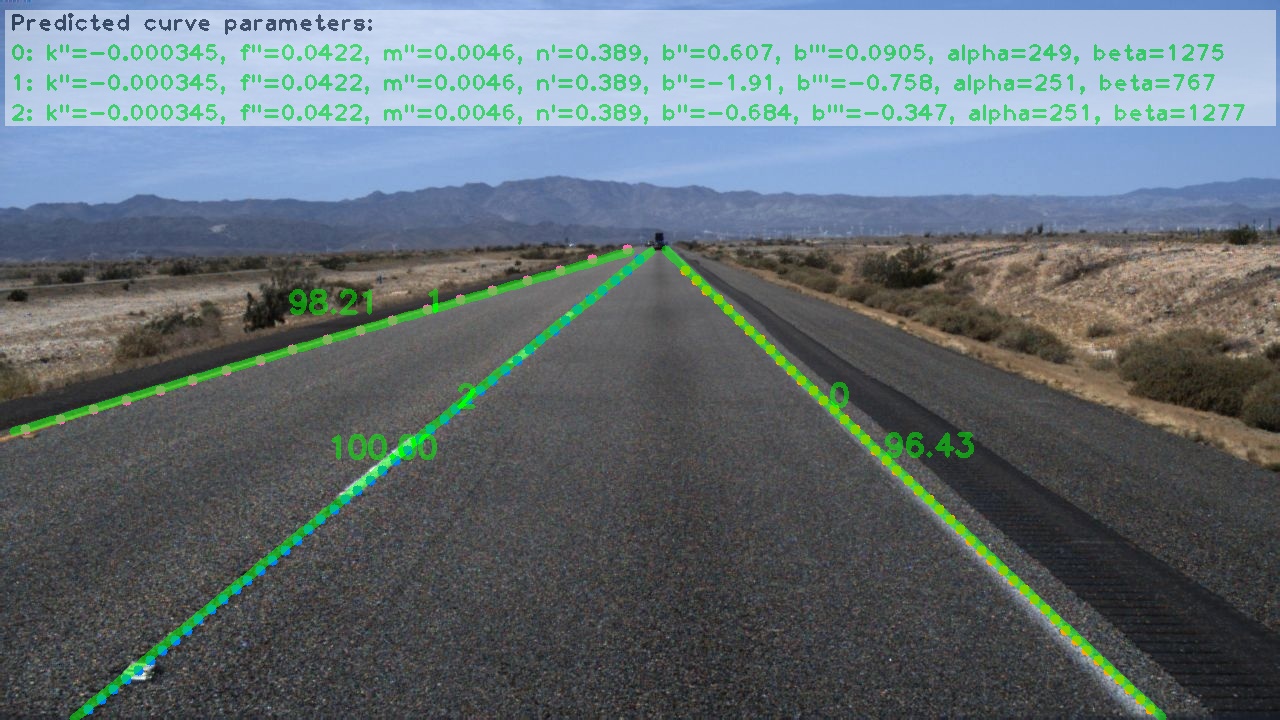 Predicted curve parameters:
0: k''=-0.000345, f''=0.0422, m''=0.0046, n'=0.389, b''=0.607, b'''=0.0905, alpha=249, beta=1275
1: k''=-0.000345, f''=0.0422, m''=0.0046, n'=0.389, b''=-1.91, b'''=-0.758, alpha=251, beta=767
2: k''=-0.000345, f''=0.0422, m''=0.0046, n'=0.389, b''=-0.684, b'''=-0.347, alpha=251, beta=1277
98.21 1
2 0
100.00 96.43